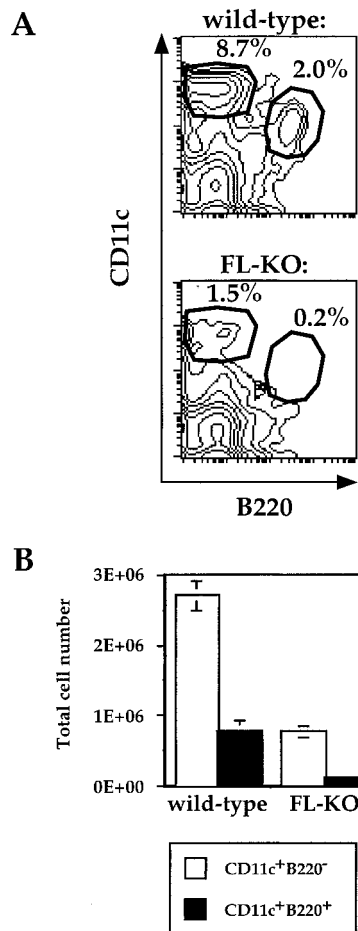 A
wild-type:
8.7%
2.0%
CD11c
FL-KO:
1.5%
0.2%
B220
B
Total cell number
3E+06
2E+06
1E+06
0E+00
wild-type FL-KO
CD11c⁺B220⁻
CD11c⁺B220⁺